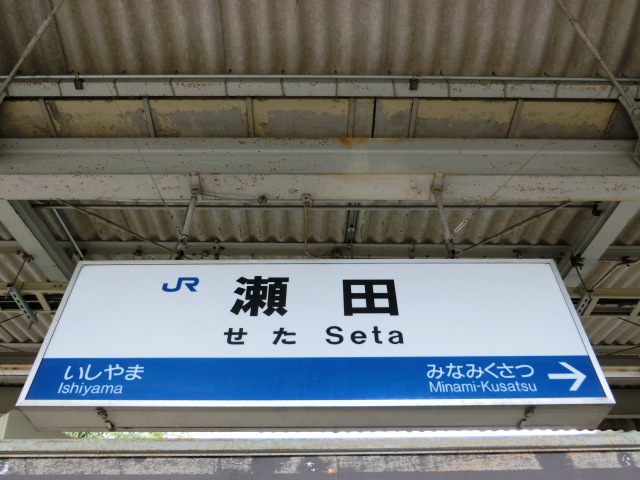 JR 瀬田
せた Seta
いしやま みなみくさつ
Ishiyama Minami-Kusatsu